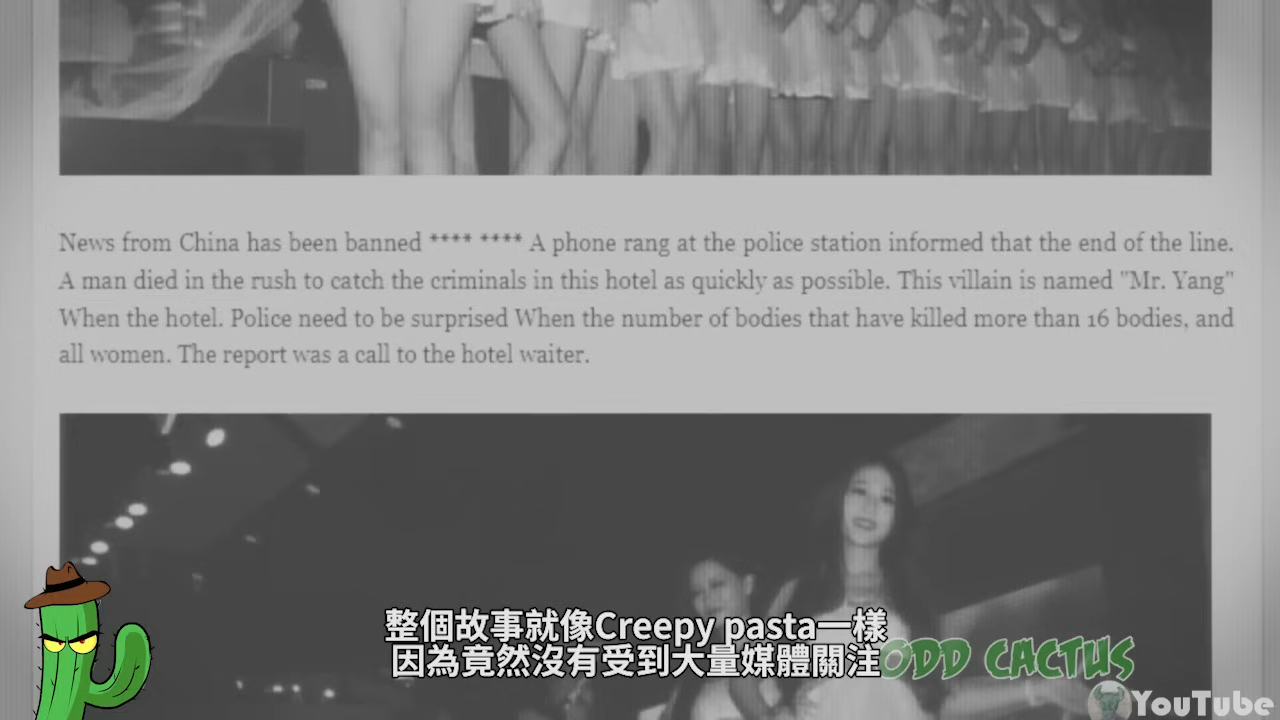 News from China has been banned **** **** A phone rang at the police station informed that the end of the line.
A man died in the rush to catch the criminals in this hotel as quickly as possible. This villain is named "Mr. Yang"
When the hotel. Police need to be surprised When the number of bodies that have killed more than 16 bodies, and
all women. The report was a call to the hotel waiter.
整個故事就像Creepy pasta一樣
因為竟然沒有受到大量媒體關注
ODD CACTUS
YouTube